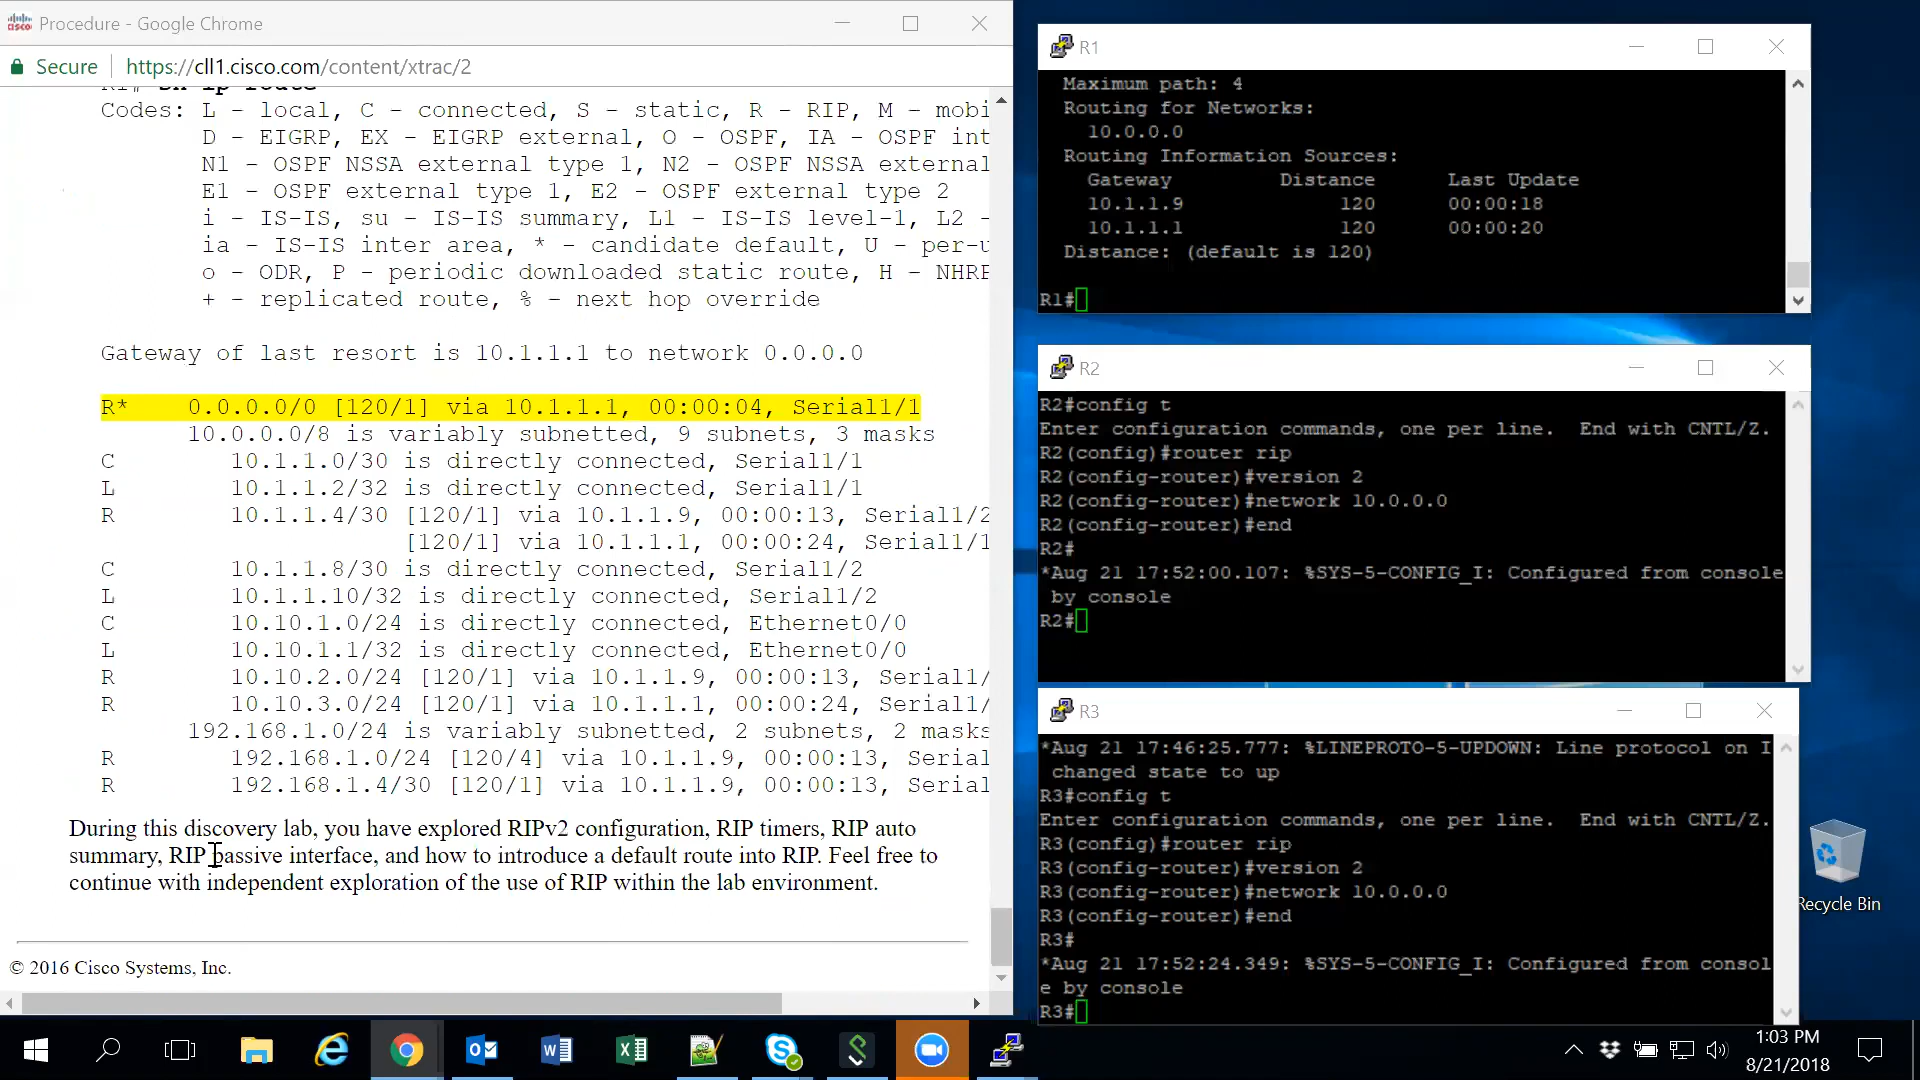 Procedure - Google Chrome
Secure https://cll1.cisco.com/content/xtrac/2
R1# sh ip route
Codes: L - local, C - connected, S - static, R - RIP, M - mobi
D - EIGRP, EX - EIGRP external, O - OSPF, IA - OSPF int
N1 - OSPF NSSA external type 1, N2 - OSPF NSSA external
E1 - OSPF external type 1, E2 - OSPF external type 2
i - IS-IS, su - IS-IS summary, L1 - IS-IS level-1, L2 -
ia - IS-IS inter area, * - candidate default, U - per-u
o - ODR, P - periodic downloaded static route, H - NHRP
+ - replicated route, % - next hop override
Gateway of last resort is 10.1.1.1 to network 0.0.0.0
R* 0.0.0.0/0 [120/1] via 10.1.1.1, 00:00:04, Serial1/1
10.0.0.0/8 is variably subnetted, 9 subnets, 3 masks
C 10.1.1.0/30 is directly connected, Serial1/1
L 10.1.1.2/32 is directly connected, Serial1/1
R 10.1.1.4/30 [120/1] via 10.1.1.9, 00:00:13, Serial1/2
[120/1] via 10.1.1.1, 00:00:24, Serial1/1
C 10.1.1.8/30 is directly connected, Serial1/2
L 10.1.1.10/32 is directly connected, Serial1/2
C 10.10.1.0/24 is directly connected, Ethernet0/0
L 10.10.1.1/32 is directly connected, Ethernet0/0
R 10.10.2.0/24 [120/1] via 10.1.1.9, 00:00:13, Serial1/
R 10.10.3.0/24 [120/1] via 10.1.1.1, 00:00:24, Serial1/
192.168.1.0/24 is variably subnetted, 2 subnets, 2 masks
R 192.168.1.0/24 [120/4] via 10.1.1.9, 00:00:13, Serial
R 192.168.1.4/30 [120/1] via 10.1.1.9, 00:00:13, Serial
During this discovery lab, you have explored RIPv2 configuration, RIP timers, RIP auto
summary, RIP passive interface, and how to introduce a default route into RIP. Feel free to
continue with independent exploration of the use of RIP within the lab environment.
© 2016 Cisco Systems, Inc.
R1
Maximum path: 4
Routing for Networks:
10.0.0.0
Routing Information Sources:
Gateway Distance Last Update
10.1.1.9 120 00:00:18
10.1.1.1 120 00:00:20
Distance: (default is 120)
R1#
R2
R2#config t
Enter configuration commands, one per line. End with CNTL/Z.
R2(config)#router rip
R2(config-router)#version 2
R2(config-router)#network 10.0.0.0
R2(config-router)#end
R2#
*Aug 21 17:52:00.107: %SYS-5-CONFIG_I: Configured from console
by console
R2#
R3
*Aug 21 17:46:25.777: %LINEPROTO-5-UPDOWN: Line protocol on I
changed state to up
R3#config t
Enter configuration commands, one per line. End with CNTL/Z.
R3(config)#router rip
R3(config-router)#version 2
R3(config-router)#network 10.0.0.0
R3(config-router)#end
R3#
*Aug 21 17:52:24.349: %SYS-5-CONFIG_I: Configured from consol
e by console
R3#
Recycle Bin
1:03 PM
8/21/2018